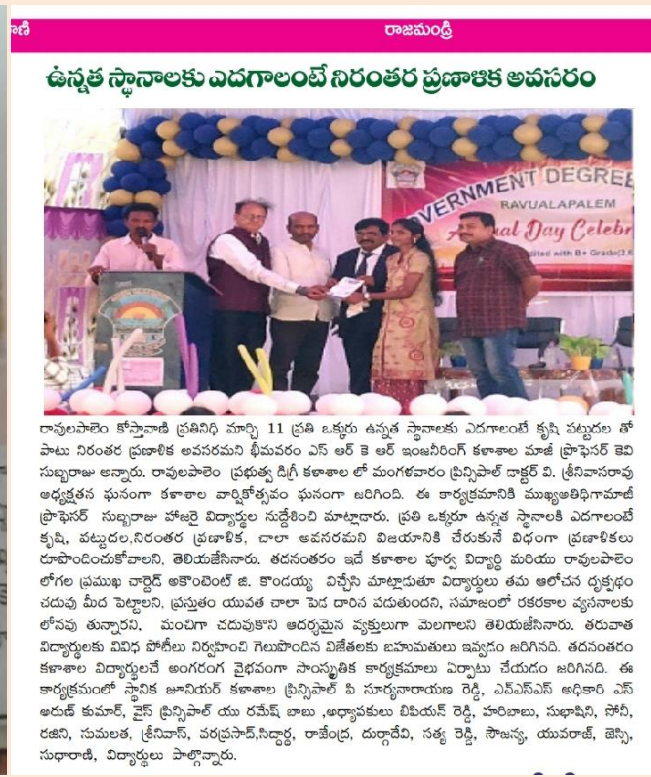 ాణి
రాజమండ్రి
ఉన్నత స్థానాలకు ఎదగాలంటే నిరంతర ప్రణాళిక అవసరం
GOVERNMENT DEGREE
RAVUALAPALEM
Annual Day Celebr
dited with B+ Grade(2.6
రావులపాలెం కోస్తావాణి ప్రతినిధి మార్చి 11 ప్రతి ఒక్కరు ఉన్నత స్థానాలకు ఎదగాలంటే కృషి పట్టుదల తో
పాటు నిరంతర ప్రణాళిక అవసరమని భీమవరం ఎస్ ఆర్ కె ఆర్ ఇంజనీరింగ్ కళాశాల మాజీ ప్రొఫెసర్ కెవి
సుబ్బరాజు అన్నారు. రావులపాలెం ప్రభుత్వ డిగ్రీ కళాశాల లో మంగళవారం ప్రిన్సిపాల్ డాక్టర్ వి. శ్రీనివాసరావు
అధ్యక్షతన ఘనంగా కళాశాల వార్షికోత్సవం ఘనంగా జరిగింది. ఈ కార్యక్రమానికి ముఖ్యఅతిథిగామాజీ
ప్రొఫెసర్ సుబ్బరాజు హాజరై విద్యార్థుల నుద్దేశించి మాట్లాడారు. ప్రతి ఒక్కరూ ఉన్నత స్థానాలకి ఎదగాలంటే
కృషి, పట్టుదల,నిరంతర ప్రణాళిక, చాలా అవసరమని విజయానికి చేరుకునే విధంగా ప్రణాళికలు
రూపొందించుకోవాలని, తెలియజేసినారు. తదనంతరం ఇదే కళాశాల పూర్వ విద్యార్థి మరియు రావులపాలెం
లోగల ప్రముఖ చార్టెడ్ అకౌంటెంట్ జి. కొండయ్య విచ్చేసి మాట్లాడుతూ విద్యార్థులు తమ ఆలోచన దృక్పథం
చదువు మీద పెట్టాలని, ప్రస్తుతం యువత చాలా పెడ దారిన పడుతుందని, సమాజంలో రకరకాల వ్యసనాలకు
లోనవు తున్నారని, మంచిగా చదువుకొని ఆదర్శమైన వ్యక్తులుగా మెలగాలని తెలియజేసినారు. తరువాత
విద్యార్థులకు వివిధ పోటీలు నిర్వహించి గెలుపొందిన విజేతలకు బహుమతులు ఇవ్వడం జరిగినది. తదనంతరం
కళాశాల విద్యార్థులచే అంగరంగ వైభవంగా సాంస్కృతిక కార్యక్రమాలు ఏర్పాటు చేయడం జరిగినది. ఈ
కార్యక్రమంలో స్థానిక జూనియర్ కళాశాల ప్రిన్సిపాల్ పి సూర్యనారాయణ రెడ్డి, ఎన్ఎస్ఎస్ అధికారి ఎస్
అరుణ్ కుమార్, వైస్ ప్రిన్సిపాల్ యు రమేష్ బాబు ,అధ్యాపకులు లిపియన్ రెడ్డి, హరిబాబు, సుభాషిని, సోనీ,
రజిని, సుమలత, శ్రీనివాస్, వరప్రసాద్,సిద్ధార్థ, రాజేంద్ర, దుర్గాదేవి, సత్య రెడ్డి, సౌజన్య, యువరాజ్, జెస్సి,
సుధారాణి, విద్యార్థులు పాల్గొన్నారు.